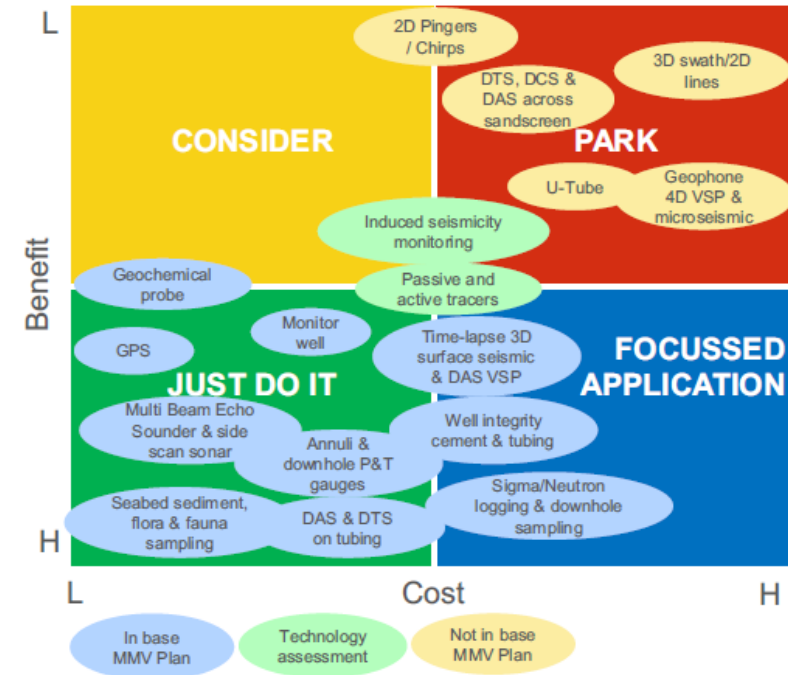 L
2D Pingers
/ Chirps
3D swath/2D
lines
DTS, DCS &
DAS across
sandscreen
CONSIDER
PARK
U-Tube
Geophone
4D VSP &
microseismic
Induced seismicity
monitoring
Benefit
Geochemical
probe
Passive and
active tracers
Monitor
well
GPS
Time-lapse 3D
surface seismic
& DAS VSP
FOCUSSED
APPLICATION
JUST DO IT
Multi Beam Echo
Sounder & side
scan sonar
Well integrity
cement & tubing
Annuli &
downhole P&T
gauges
Seabed sediment,
flora & fauna
sampling
DAS & DTS
on tubing
Sigma/Neutron
logging & downhole
sampling
H
L
Cost
H
In base
MMV Plan
Technology
assessment
Not in base
MMV Plan